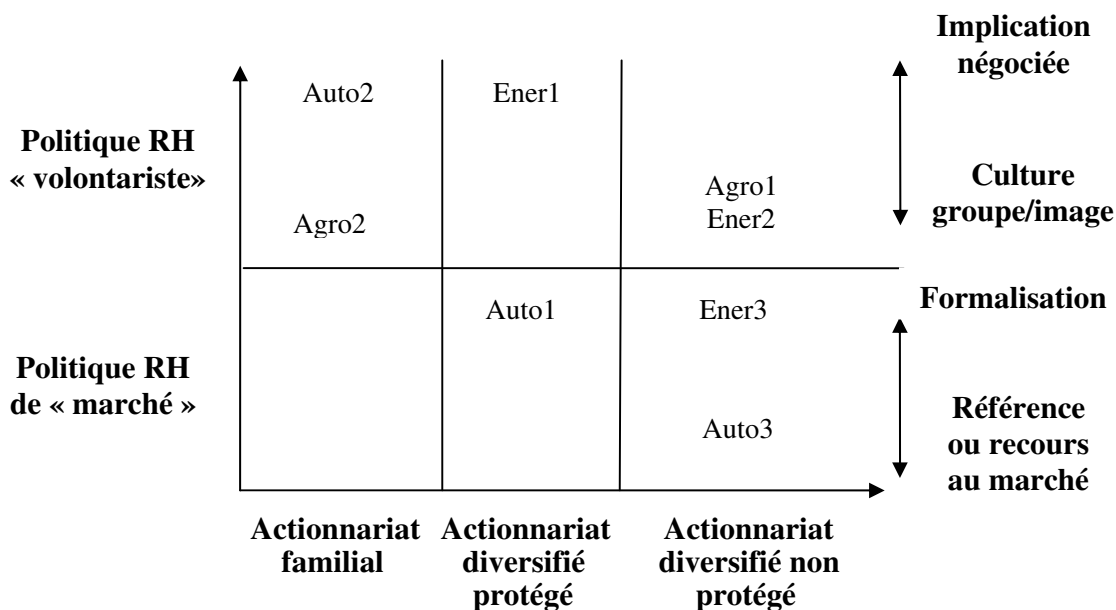 Implication
négociée
Auto2
Ener1
Politique RH
« volontariste»
Agro1
Ener2
Culture
groupe/image
Agro2
Auto1
Ener3
Formalisation
Politique RH
de « marché »
Auto3
Référence
ou recours
au marché
Actionnariat
familial
Actionnariat
diversifié
protégé
Actionnariat
diversifié non
protégé